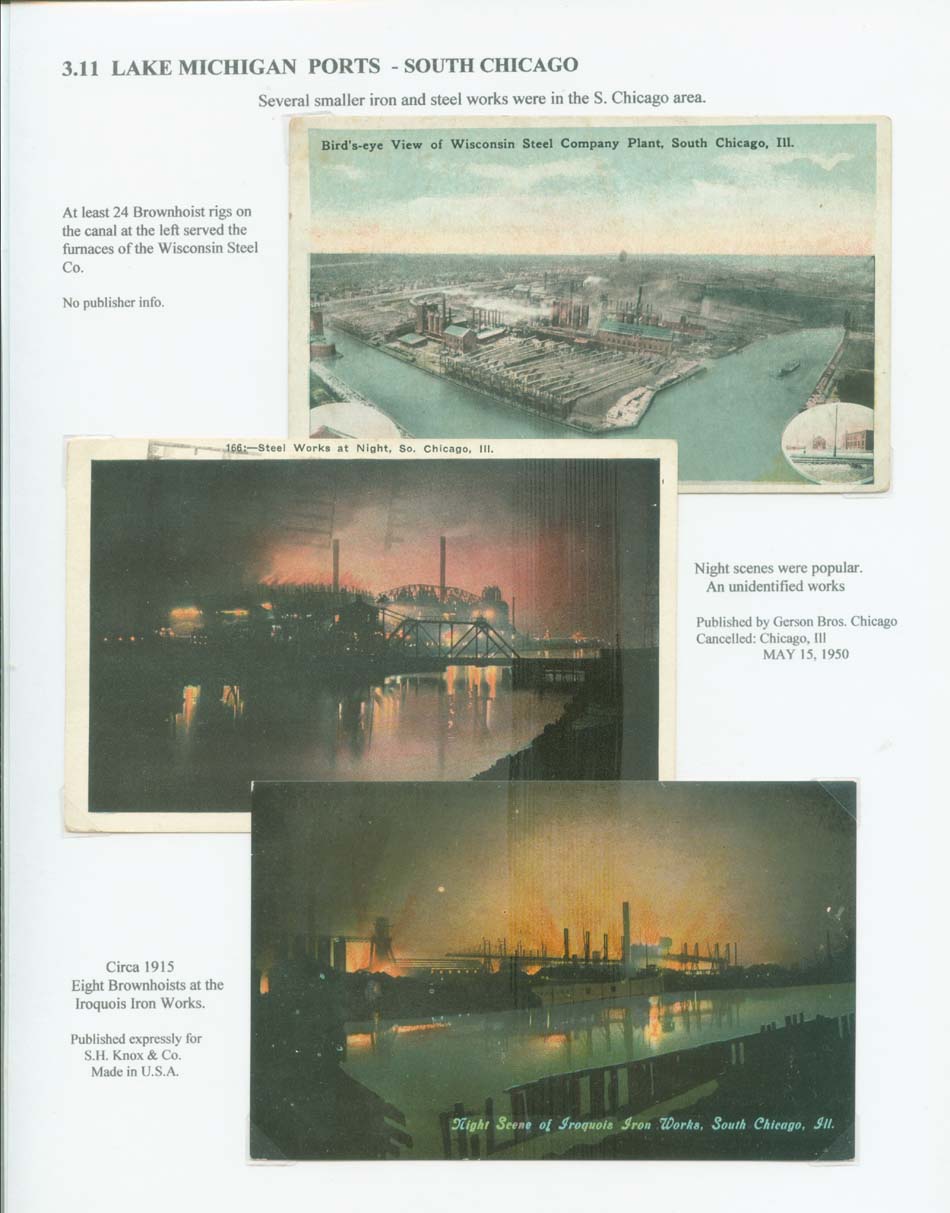 3.11 LAKE MICHIGAN PORTS - SOUTH CHICAGO
Several smaller iron and steel works were in the S. Chicago area.
Bird's-eye View of Wisconsin Steel Company Plant, South Chicago, Ill.
At least 24 Brownhoist rigs on
the canal at the left served the
furnaces of the Wisconsin Steel
Co.
No publisher info.
166:—Steel Works at Night, So. Chicago, Ill.
Night scenes were popular.
An unidentified works
Published by Gerson Bros. Chicago
Cancelled: Chicago, Ill
MAY 15, 1950
Circa 1915
Eight Brownhoists at the
Iroquois Iron Works.
Published expressly for
S.H. Knox & Co.
Made in U.S.A.
Night Scene of Iroquois Iron Works, South Chicago, Ill.